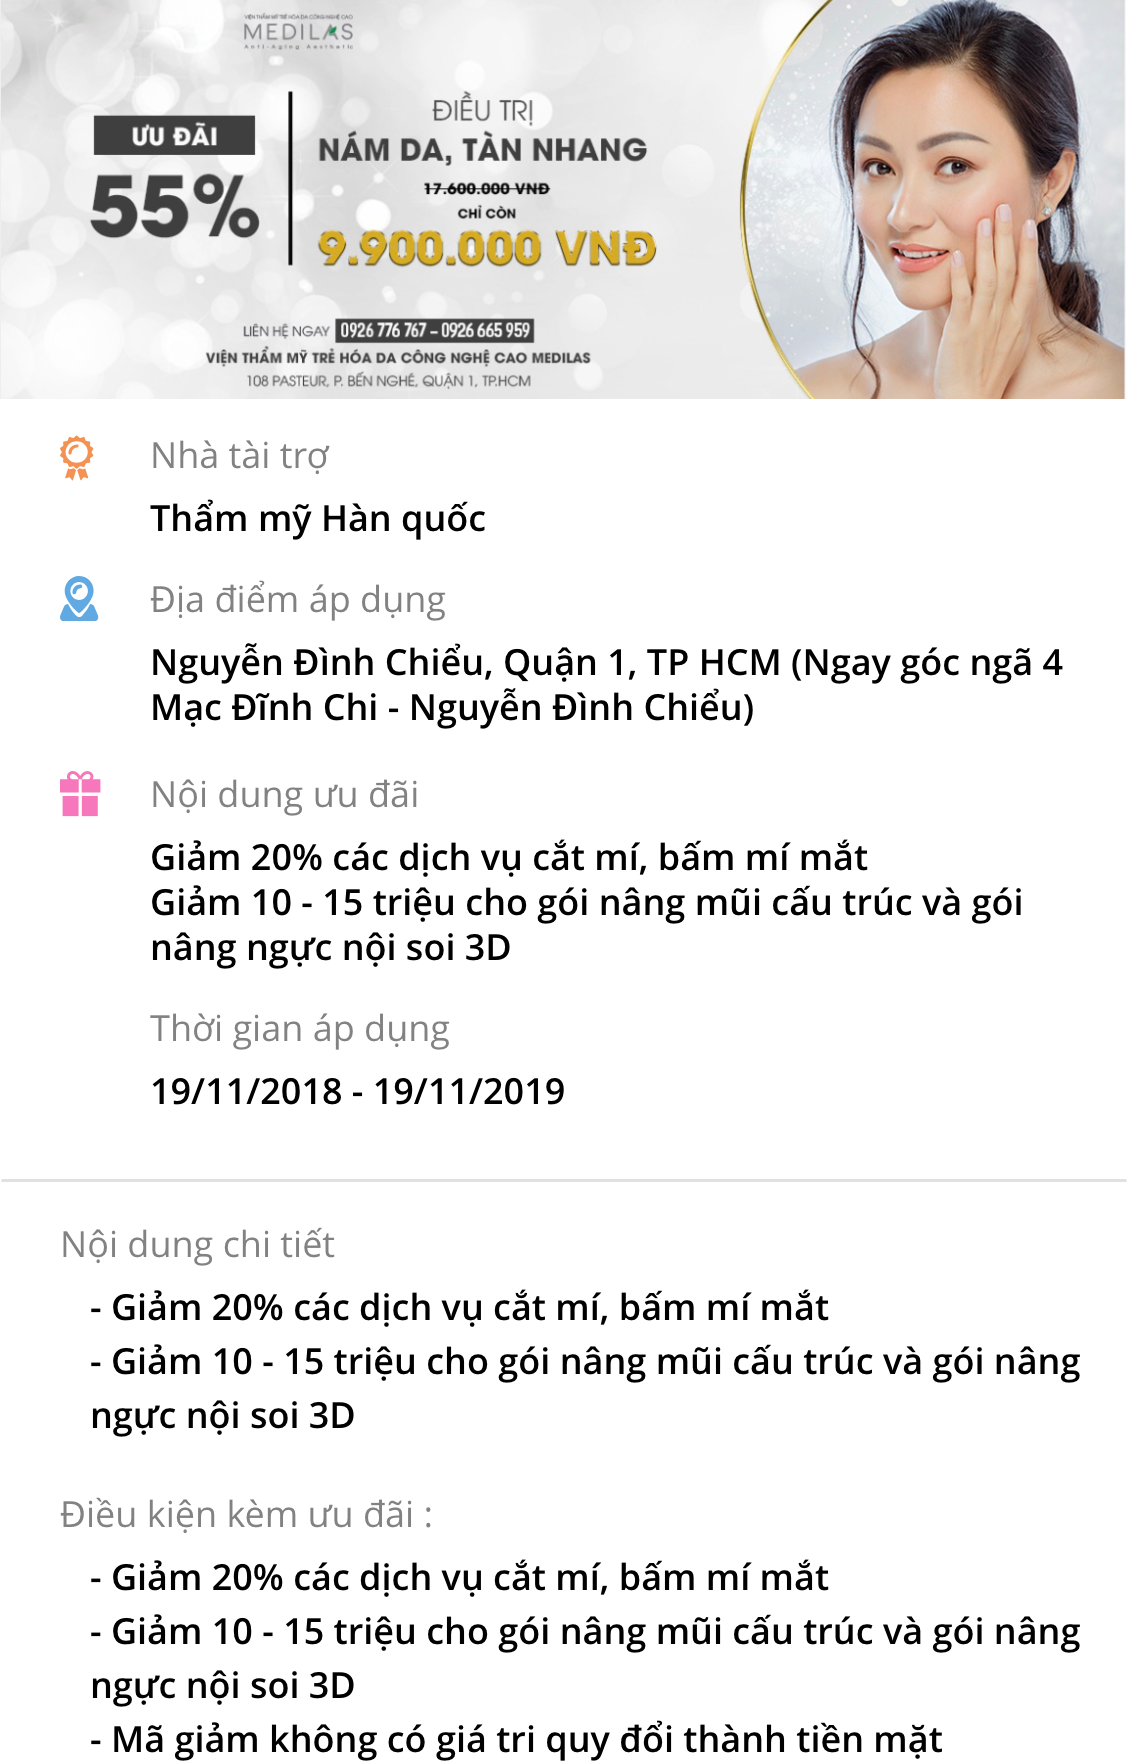 VIỆN THẨM MỸ TRẺ HÓA DA CÔNG NGHỆ CAO
MEDILAS
Anti-Aging Aesthetic
ƯU ĐÃI
55%
ĐIỀU TRỊ
NÁM DA, TÀN NHANG
17.600.000 VNĐ
CHỈ CÒN
9.900.000 VNĐ
LIÊN HỆ NGAY 0926 776 767 - 0926 665 959
VIỆN THẨM MỸ TRẺ HÓA DA CÔNG NGHỆ CAO MEDILAS
108 PASTEUR, P. BẾN NGHÉ, QUẬN 1, TP.HCM
Nhà tài trợ
Thẩm mỹ Hàn quốc
Địa điểm áp dụng
Nguyễn Đình Chiểu, Quận 1, TP HCM (Ngay góc ngã 4
Mạc Đĩnh Chi - Nguyễn Đình Chiểu)
Nội dung ưu đãi
Giảm 20% các dịch vụ cắt mí, bấm mí mắt
Giảm 10 - 15 triệu cho gói nâng mũi cấu trúc và gói
nâng ngực nội soi 3D
Thời gian áp dụng
19/11/2018 - 19/11/2019
Nội dung chi tiết
- Giảm 20% các dịch vụ cắt mí, bấm mí mắt
- Giảm 10 - 15 triệu cho gói nâng mũi cấu trúc và gói nâng
ngực nội soi 3D
Điều kiện kèm ưu đãi :
- Giảm 20% các dịch vụ cắt mí, bấm mí mắt
- Giảm 10 - 15 triệu cho gói nâng mũi cấu trúc và gói nâng
ngực nội soi 3D
- Mã giảm không có giá tri quy đổi thành tiền mặt